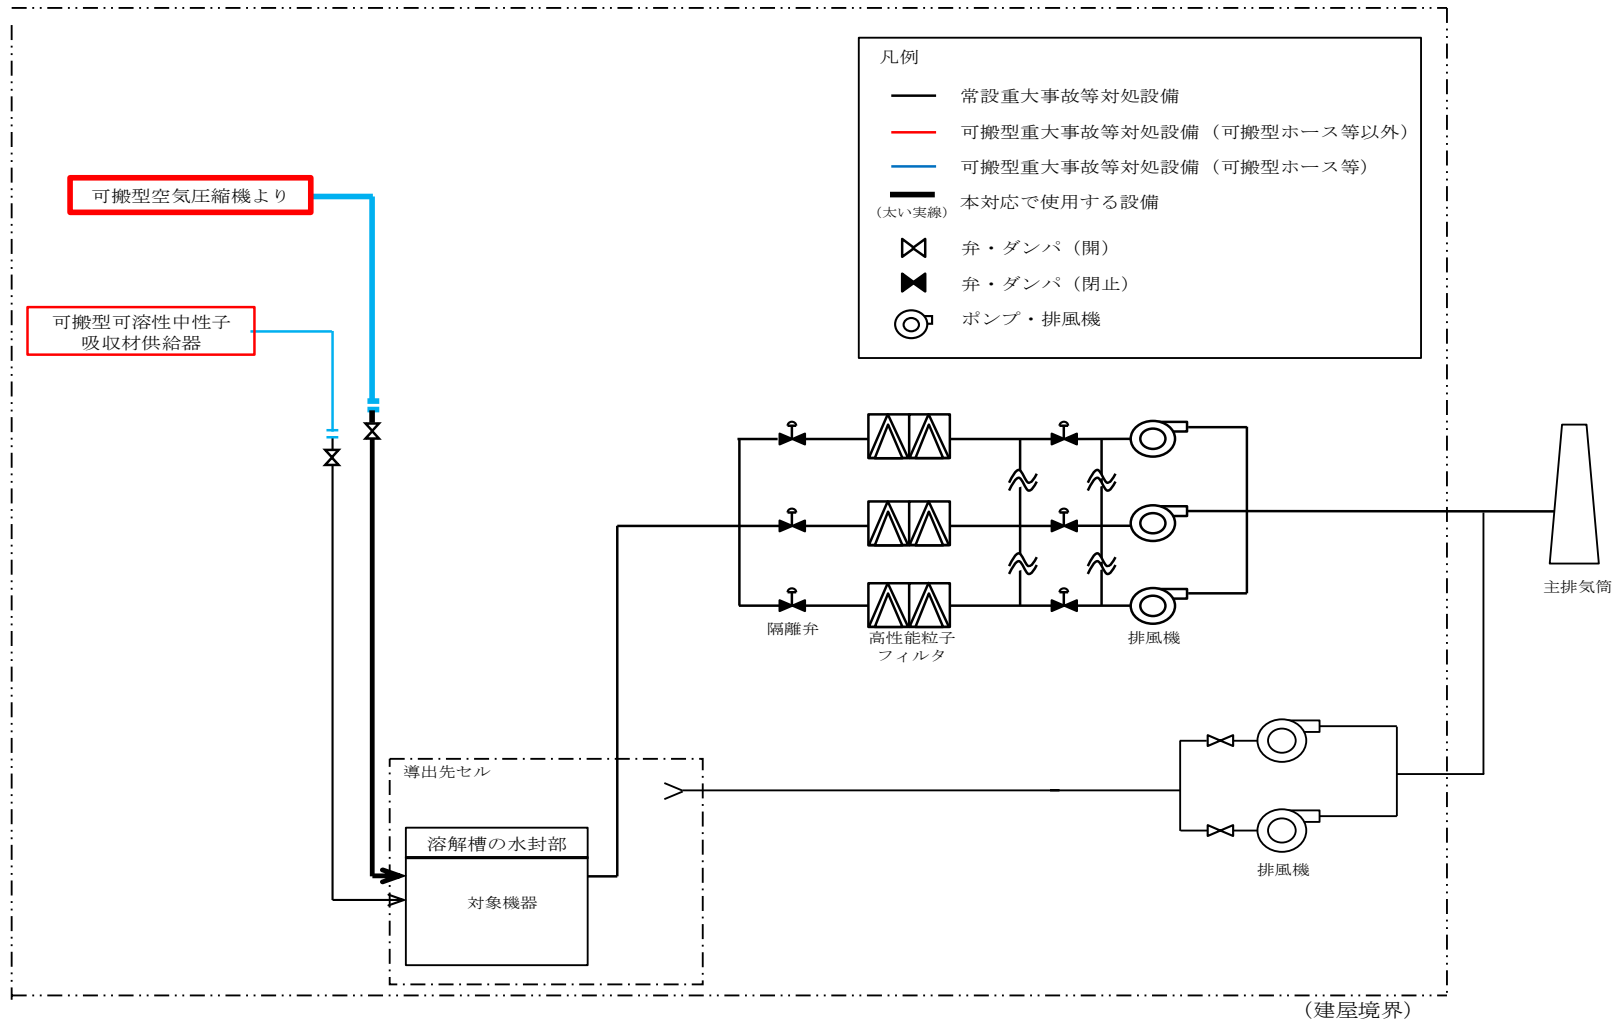 凡例
常設重大事故等対処設備
可搬型重大事故等対処設備（可搬型ホース等以外）
可搬型重大事故等対処設備（可搬型ホース等）
本対応で使用する設備
（太い実線）
弁・ダンパ（開）
弁・ダンパ（閉止）
ポンプ・排風機
可搬型空気圧縮機より
可搬型可溶性中性子
吸収材供給器
主排気筒
隔離弁
高性能粒子
フィルタ
排風機
導出先セル
溶解槽の水封部
対象機器
排風機
（建屋境界）